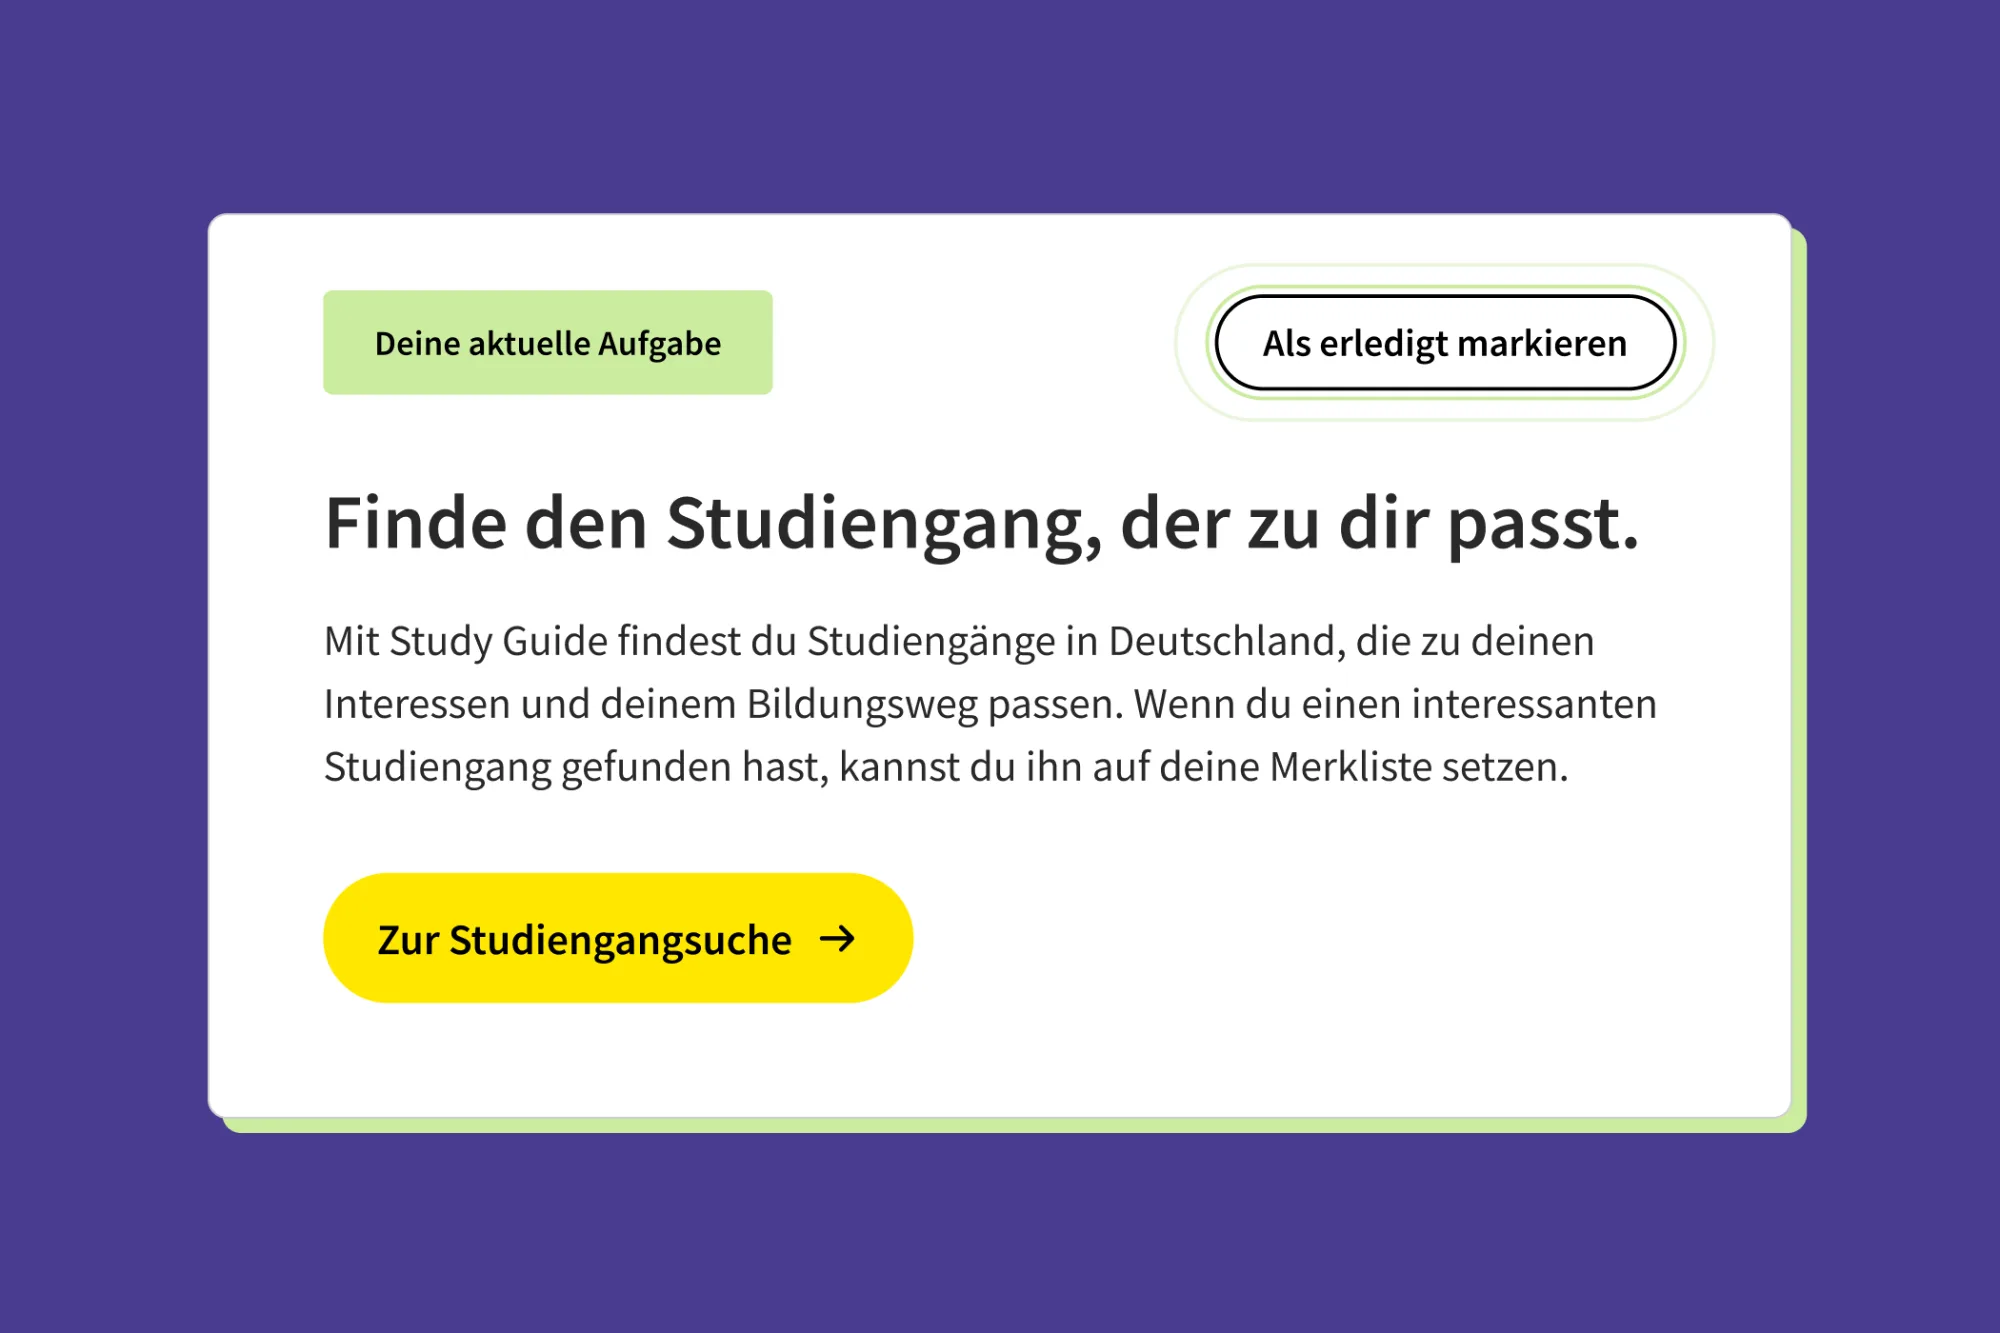 Deine aktuelle Aufgabe
Als erledigt markieren
Finde den Studiengang, der zu dir passt.
Mit Study Guide findest du Studiengänge in Deutschland, die zu deinen
Interessen und deinem Bildungsweg passen. Wenn du einen interessanten
Studiengang gefunden hast, kannst du ihn auf deine Merkliste setzen.
Zur Studiengangsuche →